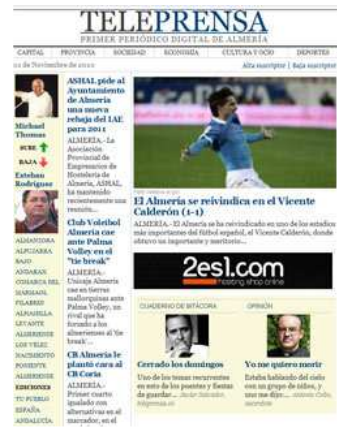 TELEPRENSA
PRIMER PERIÓDICO DIGITAL DE ALMERÍA
CAPITAL PROVINCIA SOCIEDAD ECONOMIA CULTURA Y OCIO DEPORTES
de Noviembre de 2010
Alta suscriptor | Baja suscriptor
Michael
Thomas
SUBE
BAJA
Esteban
Rodríguez
ALHAMILLA
ALPUJARRA
BAJO
ANDARAX
COMARCA DEL
MARMOL
FILABRES
ALHAMILLA
LEVANTE
ALMERIENSE
LOS VELEZ
NACIMIENTO
PONIENTE
ALMERIENSE
EDICIONES
TU PUEBLO
ESPAÑA
ANDALUCIA
ASHAL pide al
Ayuntamiento
de Almería
una nueva
rebaja del IAE
para 2011
ALMERÍA.- La
Asociación
Provincial de
Empresarios de
Hostelería de
Almería, ASHAL,
ha mantenido
recientemente una
reunión...
Club Voleibol
Almería cae
ante Palma
Volley en el
"tie break"
ALMERÍA.-
Unicaja Almería
cae en tierras
mallorquinas ante
Palma Volley, un
rival que ha
forzado a los
almerienses al 'tie
break'...
CB Almería le
plantó cara al
CB Coria
ALMERÍA.-
Primer cuarto
igualado con
alternativas en el
marcador, en el
El Almería se reivindica en el Vicente
Calderón (1-1)
ALMERÍA.- El Almería se ha reivindicado en uno de los estadios
más importantes del fútbol español, el Vicente Calderón, donde
obtuvo un importante y meritorio...
2esl.com
hosting shop online
CUADERNO DE BITÁCORA
Cerrado los domingos
Uno de los temas recurrentes
en esto de los puentes y fiestas
de guardar...
OPINIÓN
Yo me quiero morir
Estaba hablando del cielo
con un grupo de niños, y
uno me dijo...